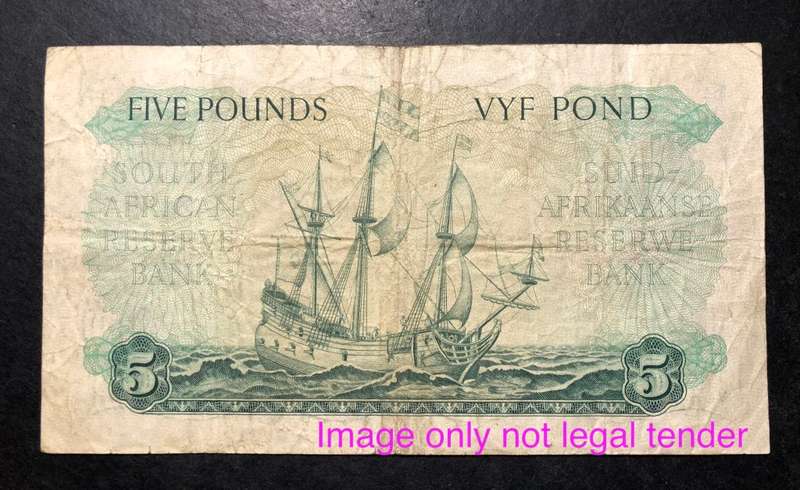 FIVE POUNDS
VYF POND
SOUTH
AFRICAN
RESERVE
BANK
SUID-
AFRIKAANSE
RESERWE
BANK
5
5
Image only not legal tender